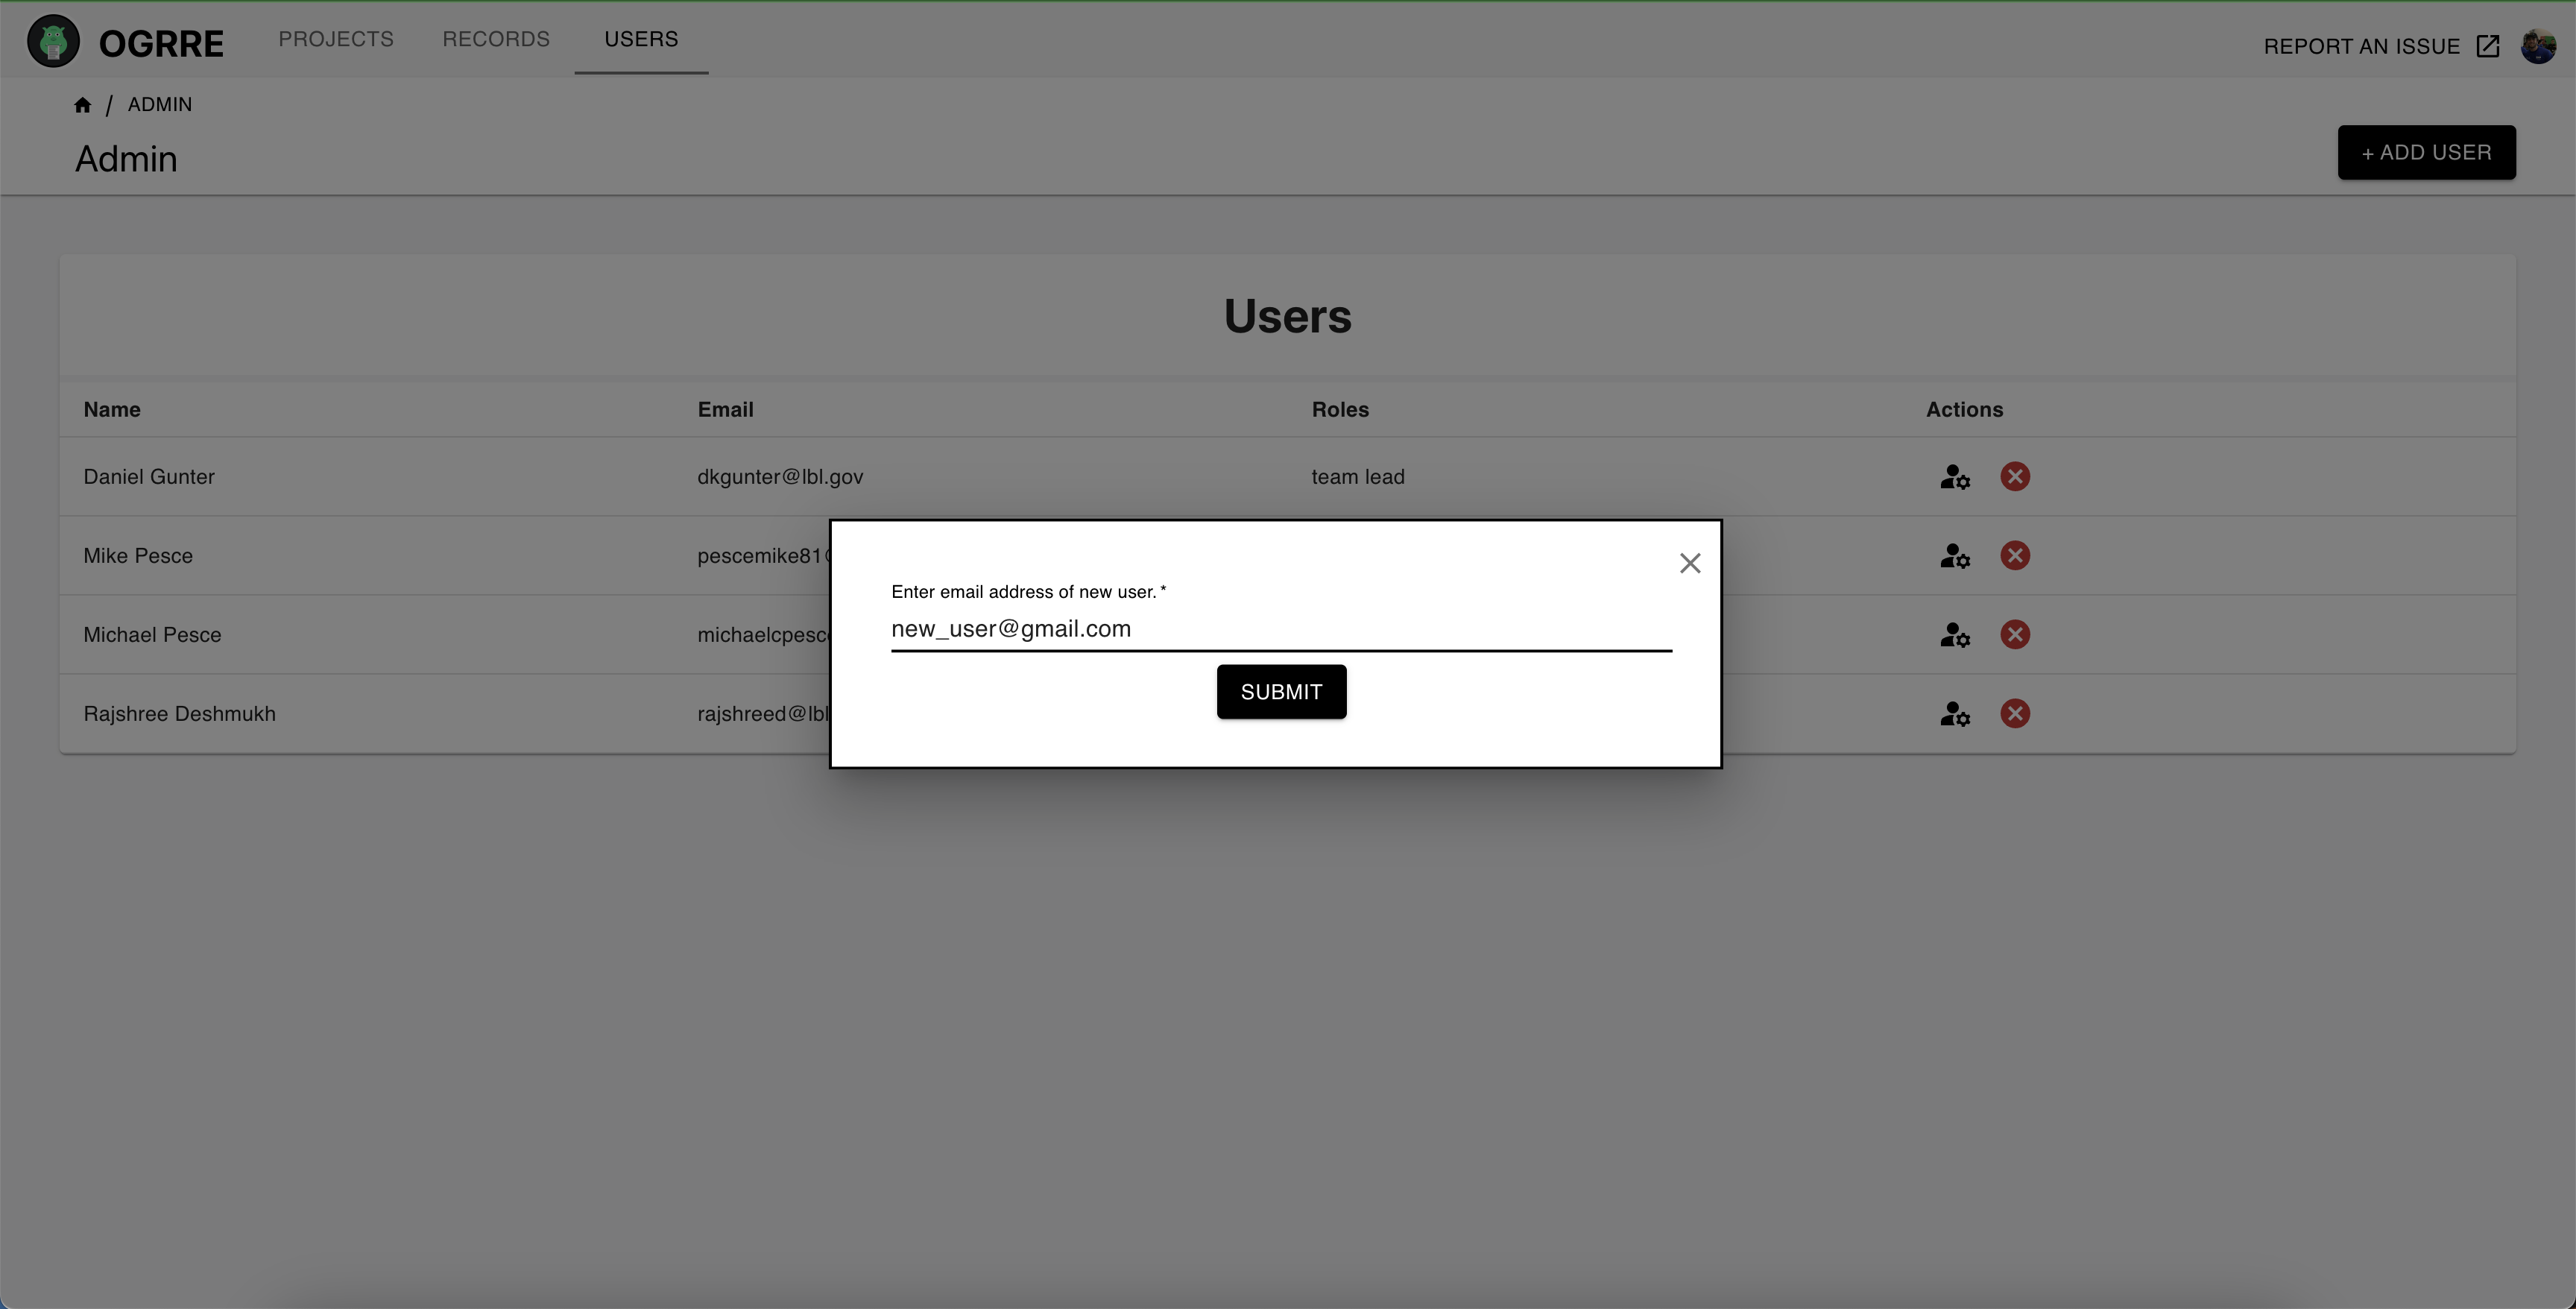 OGRRE PROJECTS RECORDS USERS REPORT AN ISSUE
/ ADMIN
Admin
+ ADD USER
Users
Name Email Roles Actions
Daniel Gunter dkgunter@lbl.gov team lead
Mike Pesce pescemike81
Michael Pesce michaelcpesc
Rajshree Deshmukh rajshreed@lbl
Enter email address of new user. *
new_user@gmail.com
SUBMIT